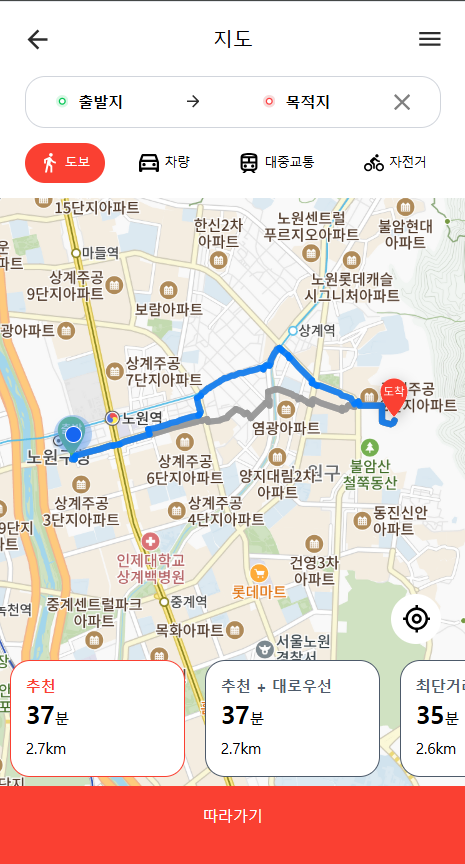 지도
출발지 → 목적지
도보 차량 대중교통 자전거
15단지아파트
마들역
한신2차
아파트
노원센트럴
푸르지오아파트
불암현대
아파트
상계주공
9단지아파트
보람아파트
노원롯데캐슬
시그니처아파트
광아파트
상계역
상계주공
7단지아파트
도착
주공
지아파트
노원역
염광아파트
노원구청
상계주공
6단지아파트
양지대림2차
아파트
원구
불암산
철쭉동산
상계주공
3단지아파트
상계주공
4단지아파트
동진신안
아파트
9단지
인제대학교
상계백병원
건영3차
아파트
롯데마트
녹천역
중계센트럴파크
아파트
중계역
목화아파트
서울노원
경찰서
추천
37분
2.7km
추천 + 대로우선
37분
2.7km
최단거리
35분
2.6km
따라가기